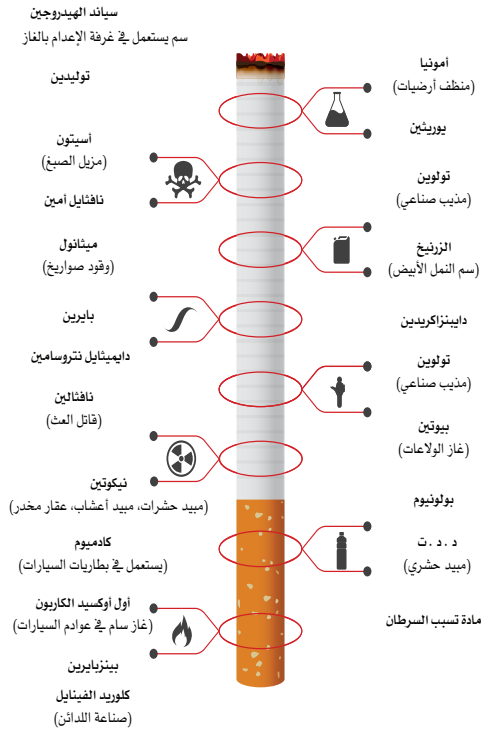 سياند الهيدروجين
سم يستعمل في غرفة الإعدام بالغاز
توليدين
أسيتون
(مزيل الصبغ)
نافثايل أمين
ميثانول
(وقود صواريخ)
بايرين
دايميثايل نتروسامين
نافثالين
(قاتل العث)
نيكوتين
(مبيد حشرات، مبيد أعشاب، عقار مخدر)
كادميوم
(يستعمل في بطاريات السيارات)
أول أوكسيد الكاربون
(غاز سام في عوادم السيارات)
بينزبايرين
كلوريد الفينايل
(صناعة اللدائن)
أمونيا
(منظف أرضيات)
يوريثين
تولوين
(مذيب صناعي)
الزرنيخ
(سم النمل الأبيض)
دايبنزاكريدين
تولوين
(مذيب صناعي)
بيوتين
(غاز الولاعات)
بولونيوم
د . د . ت
(مبيد حشري)
مادة تسبب السرطان